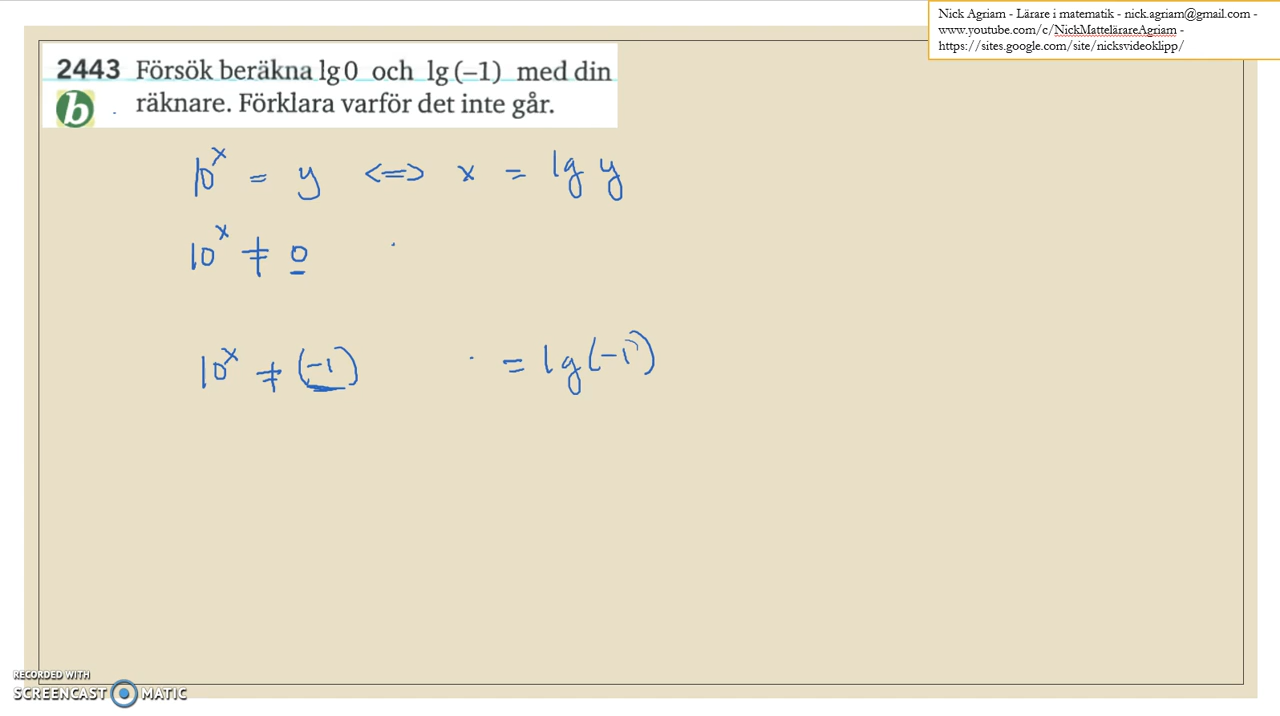 Nick Agriam - Lärare i matematik - nick.agriam@gmail.com -
www.youtube.com/c/NickMattelärareAgriam -
https://sites.google.com/site/nicksvideoklipp/
2443 Försök beräkna lg 0 och lg (–1) med din
b räknare. Förklara varför det inte går.
10^x = y <=> x = lg y
10^x ≠ 0
10^x ≠ (-1) = lg(-1)
RECORDED WITH
SCREENCAST MATIC